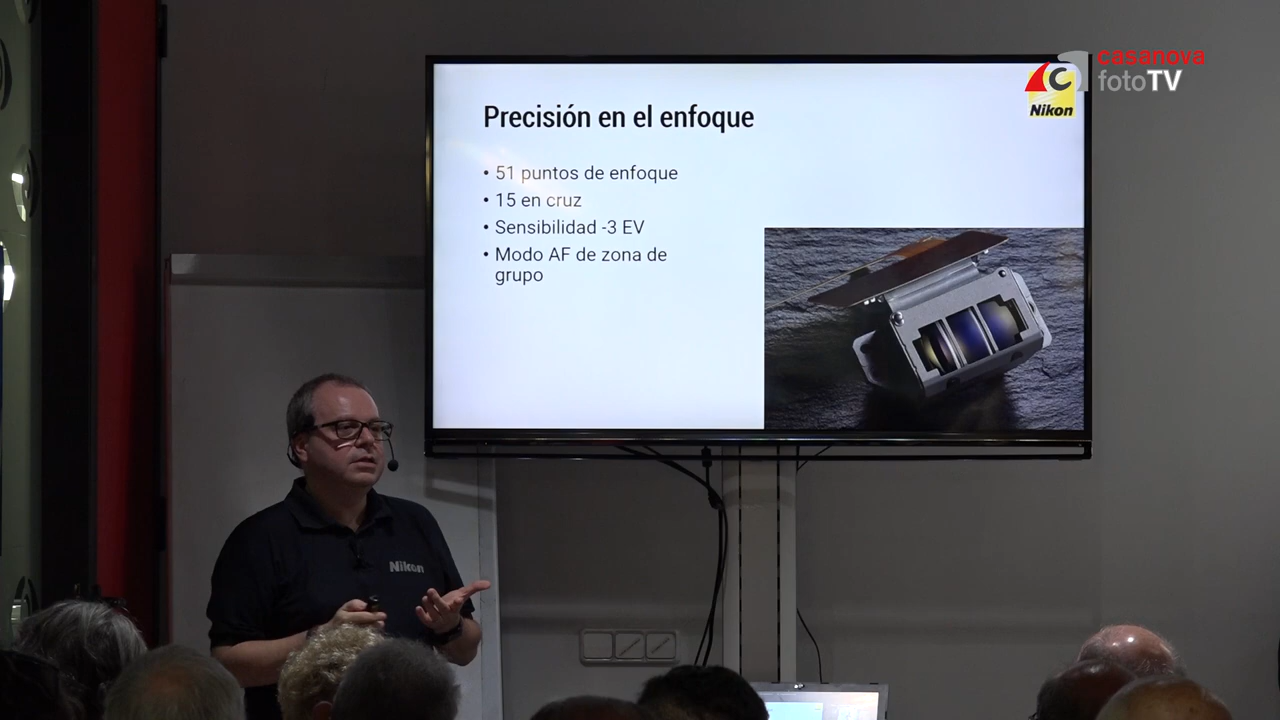 casanova
fotoTV
C
Nikon
Precisión en el enfoque
• 51 puntos de enfoque
• 15 en cruz
• Sensibilidad -3 EV
• Modo AF de zona de
grupo
Nikon